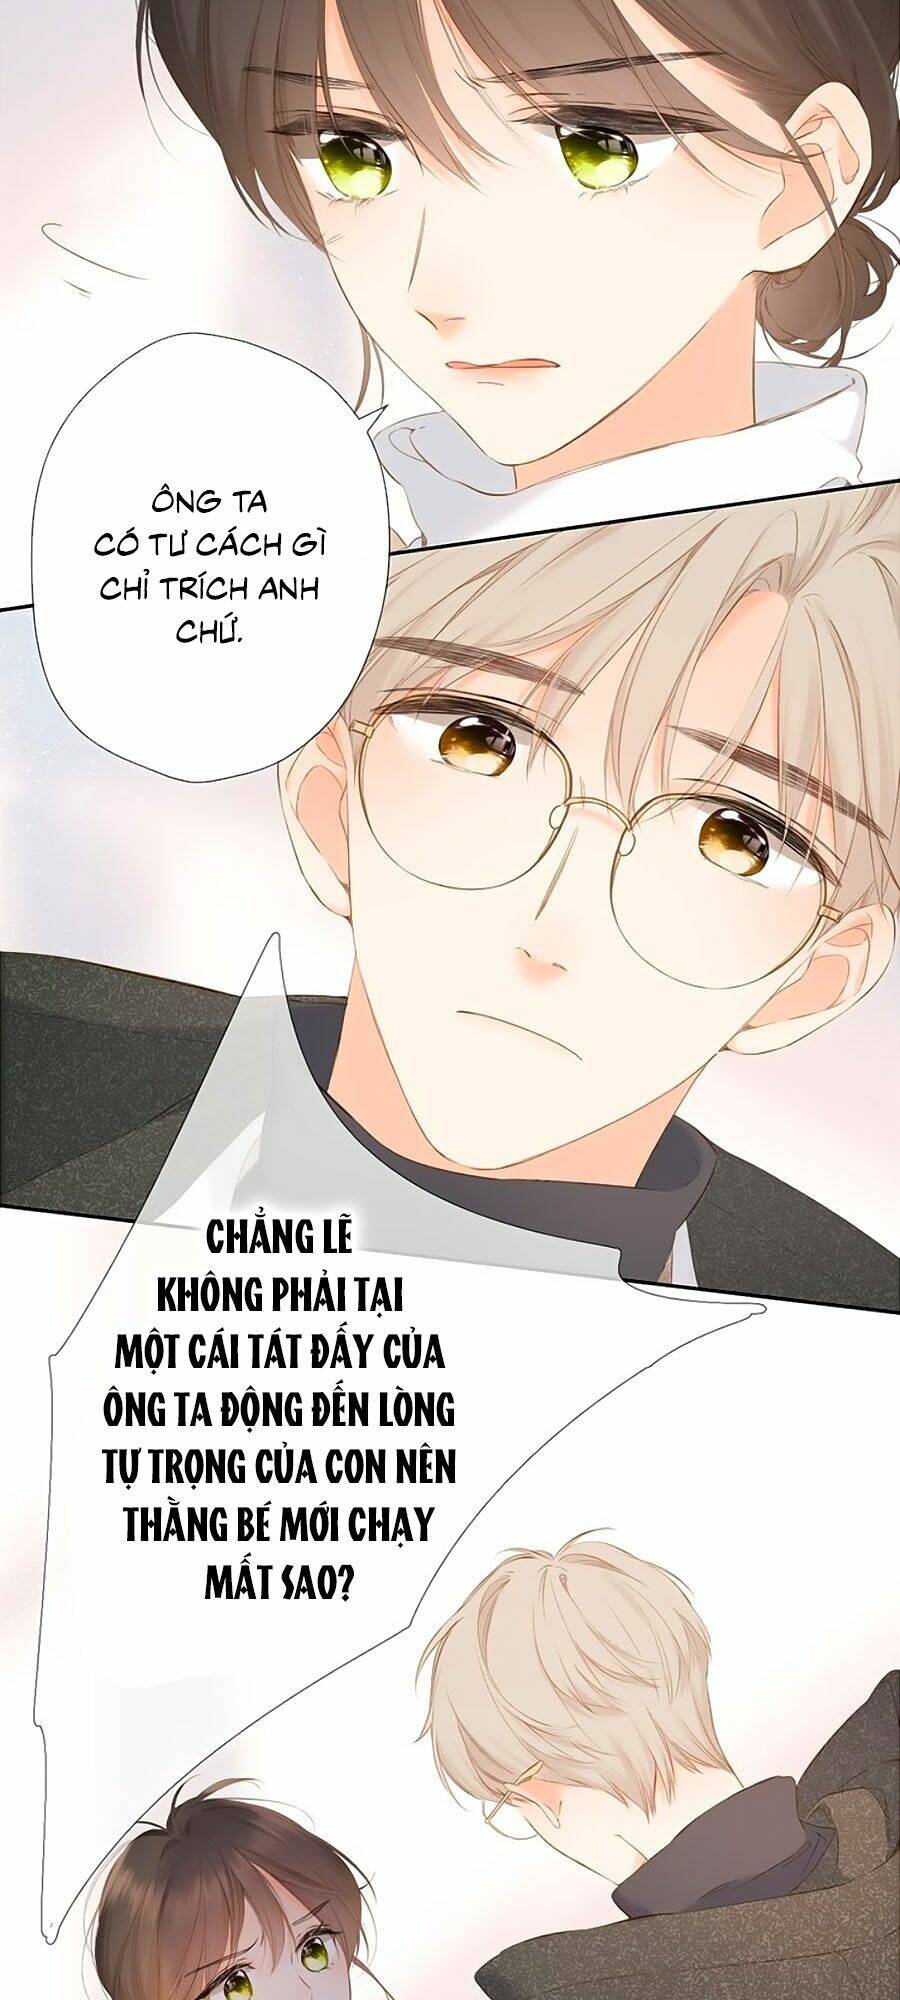 ÔNG TA
CÓ TƯ CÁCH GÌ
CHỈ TRÍCH ANH
CHỨ.
CHẲNG LẼ
KHÔNG PHẢI TẠI
MỘT CÁI TÁT ĐẤY CỦA
ÔNG TA ĐỘNG ĐẾN LÒNG
TỰ TRỌNG CỦA CON NÊN
THẰNG BÉ MỚI CHẠY
MẤT SAO?